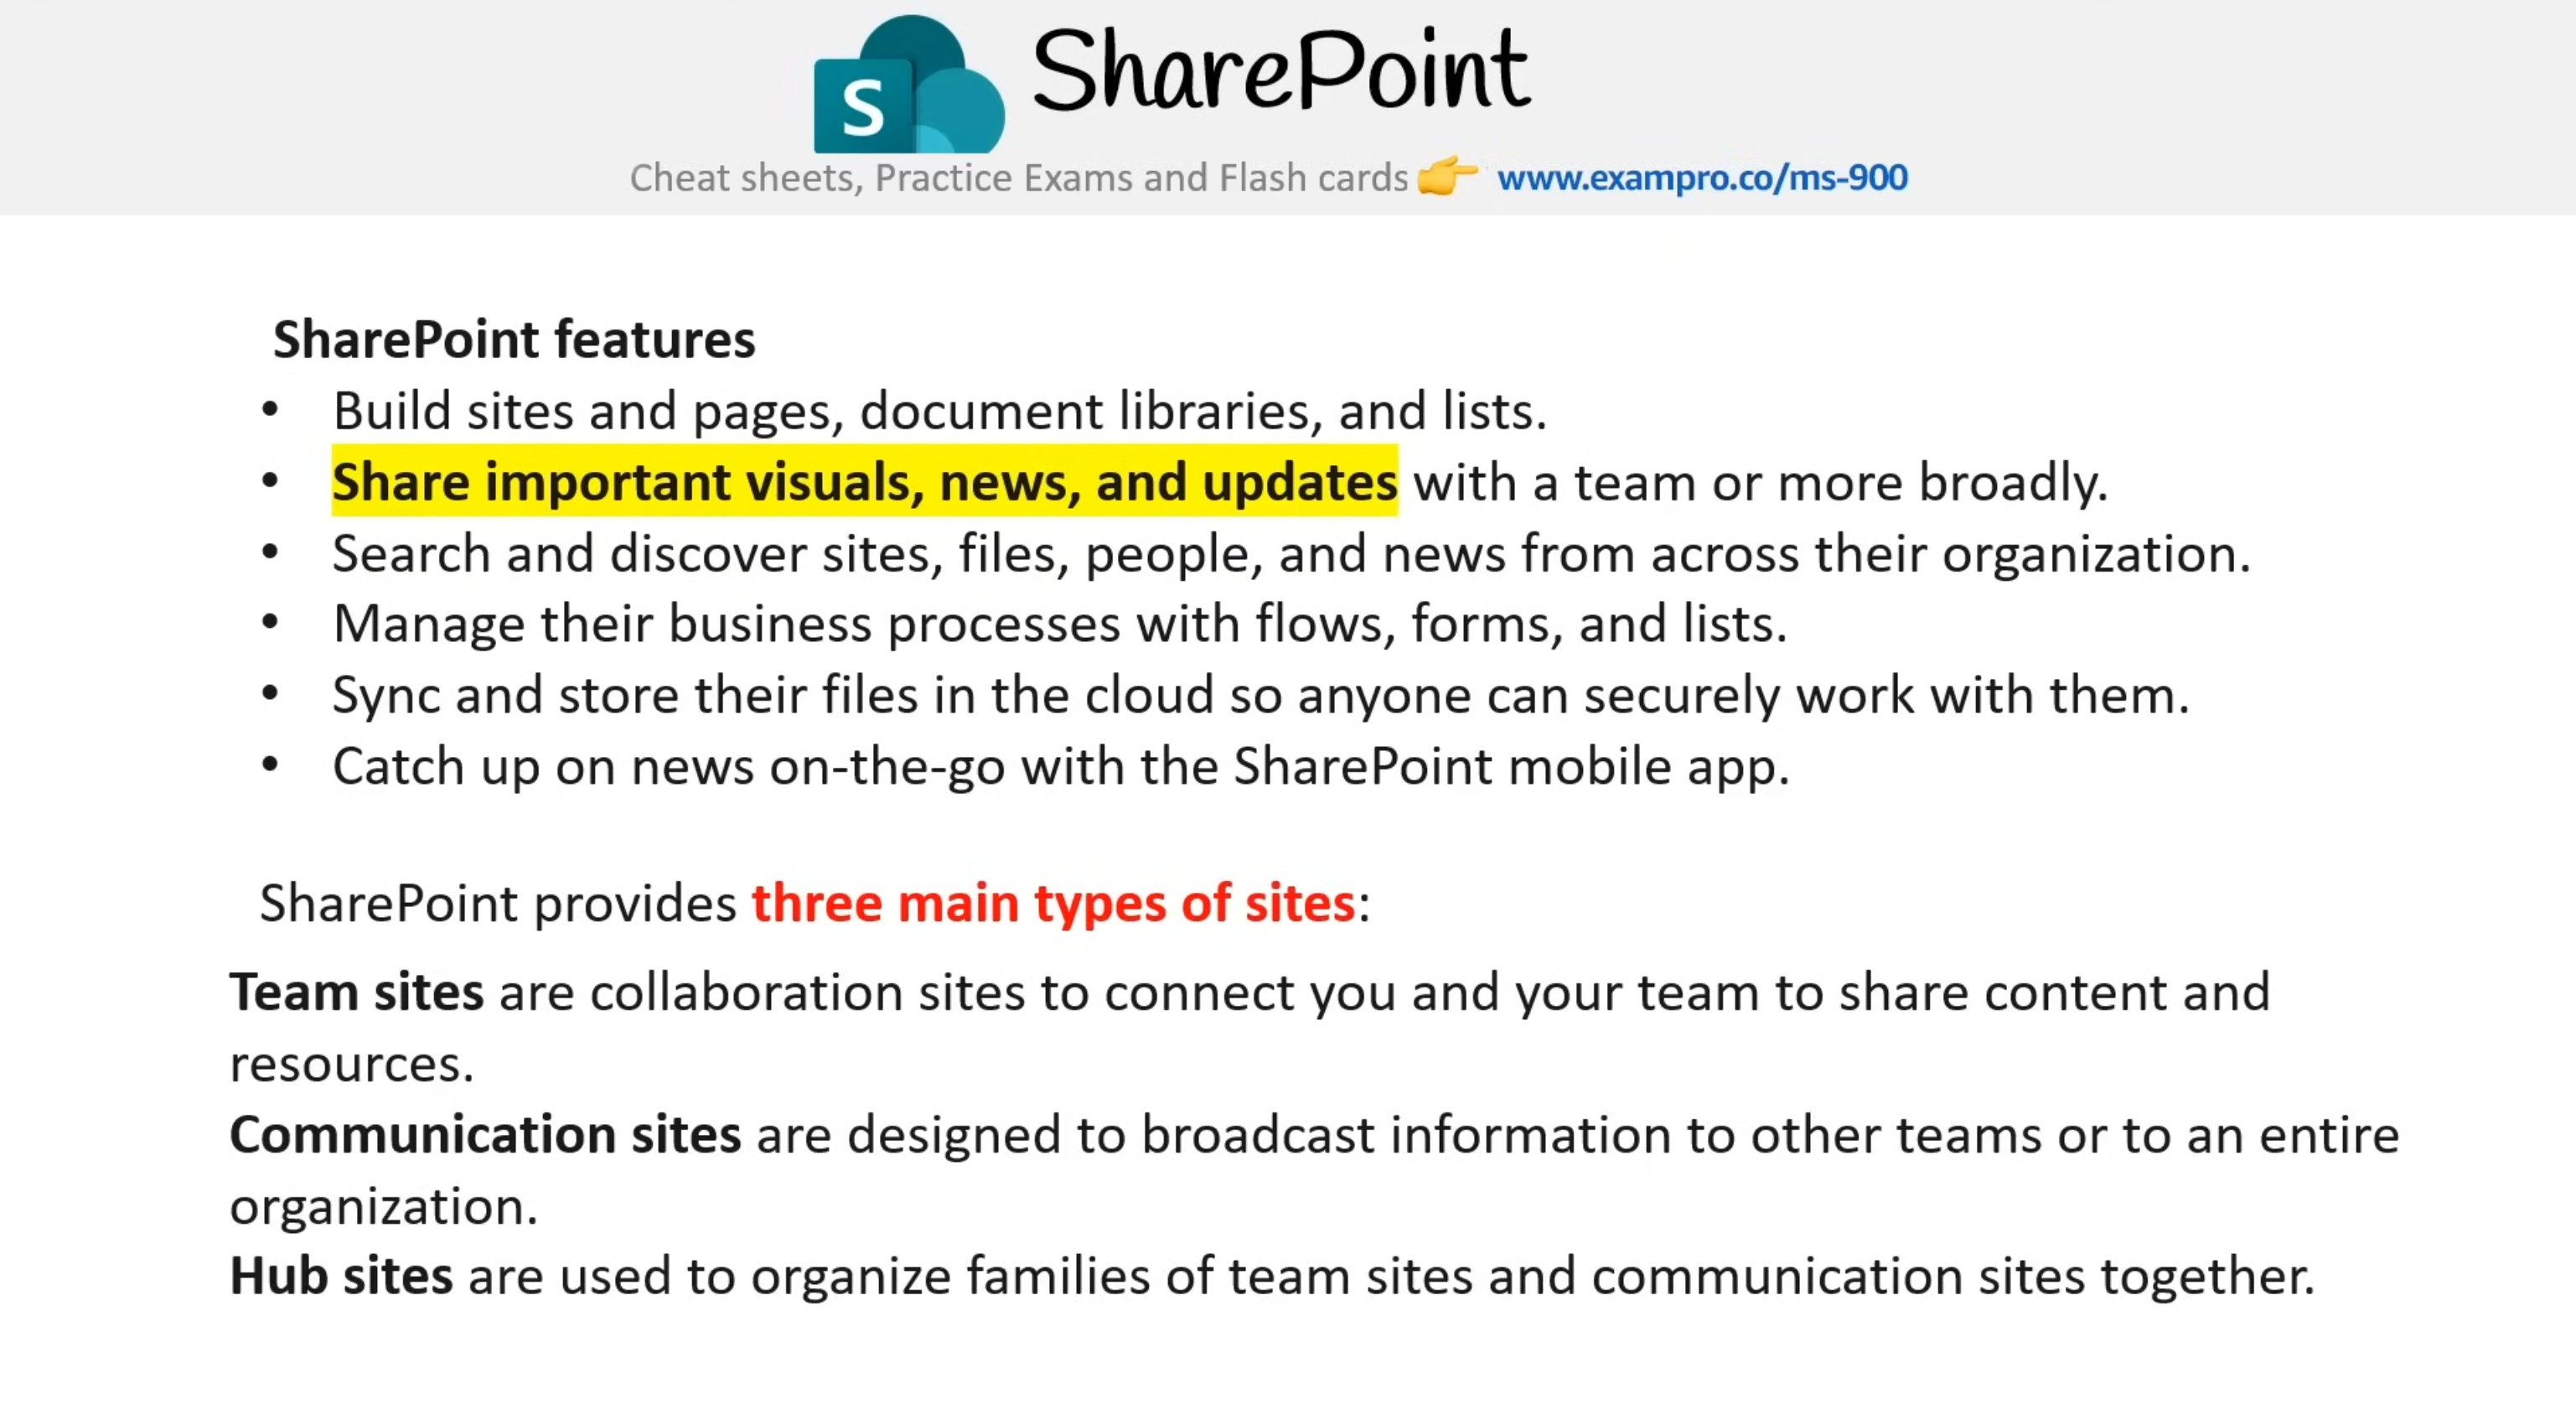 S
SharePoint
Cheat sheets, Practice Exams and Flash cards 👉 www.exampro.co/ms-900
SharePoint features
• Build sites and pages, document libraries, and lists.
• Share important visuals, news, and updates with a team or more broadly.
• Search and discover sites, files, people, and news from across their organization.
• Manage their business processes with flows, forms, and lists.
• Sync and store their files in the cloud so anyone can securely work with them.
• Catch up on news on-the-go with the SharePoint mobile app.
SharePoint provides three main types of sites:
Team sites are collaboration sites to connect you and your team to share content and
resources.
Communication sites are designed to broadcast information to other teams or to an entire
organization.
Hub sites are used to organize families of team sites and communication sites together.